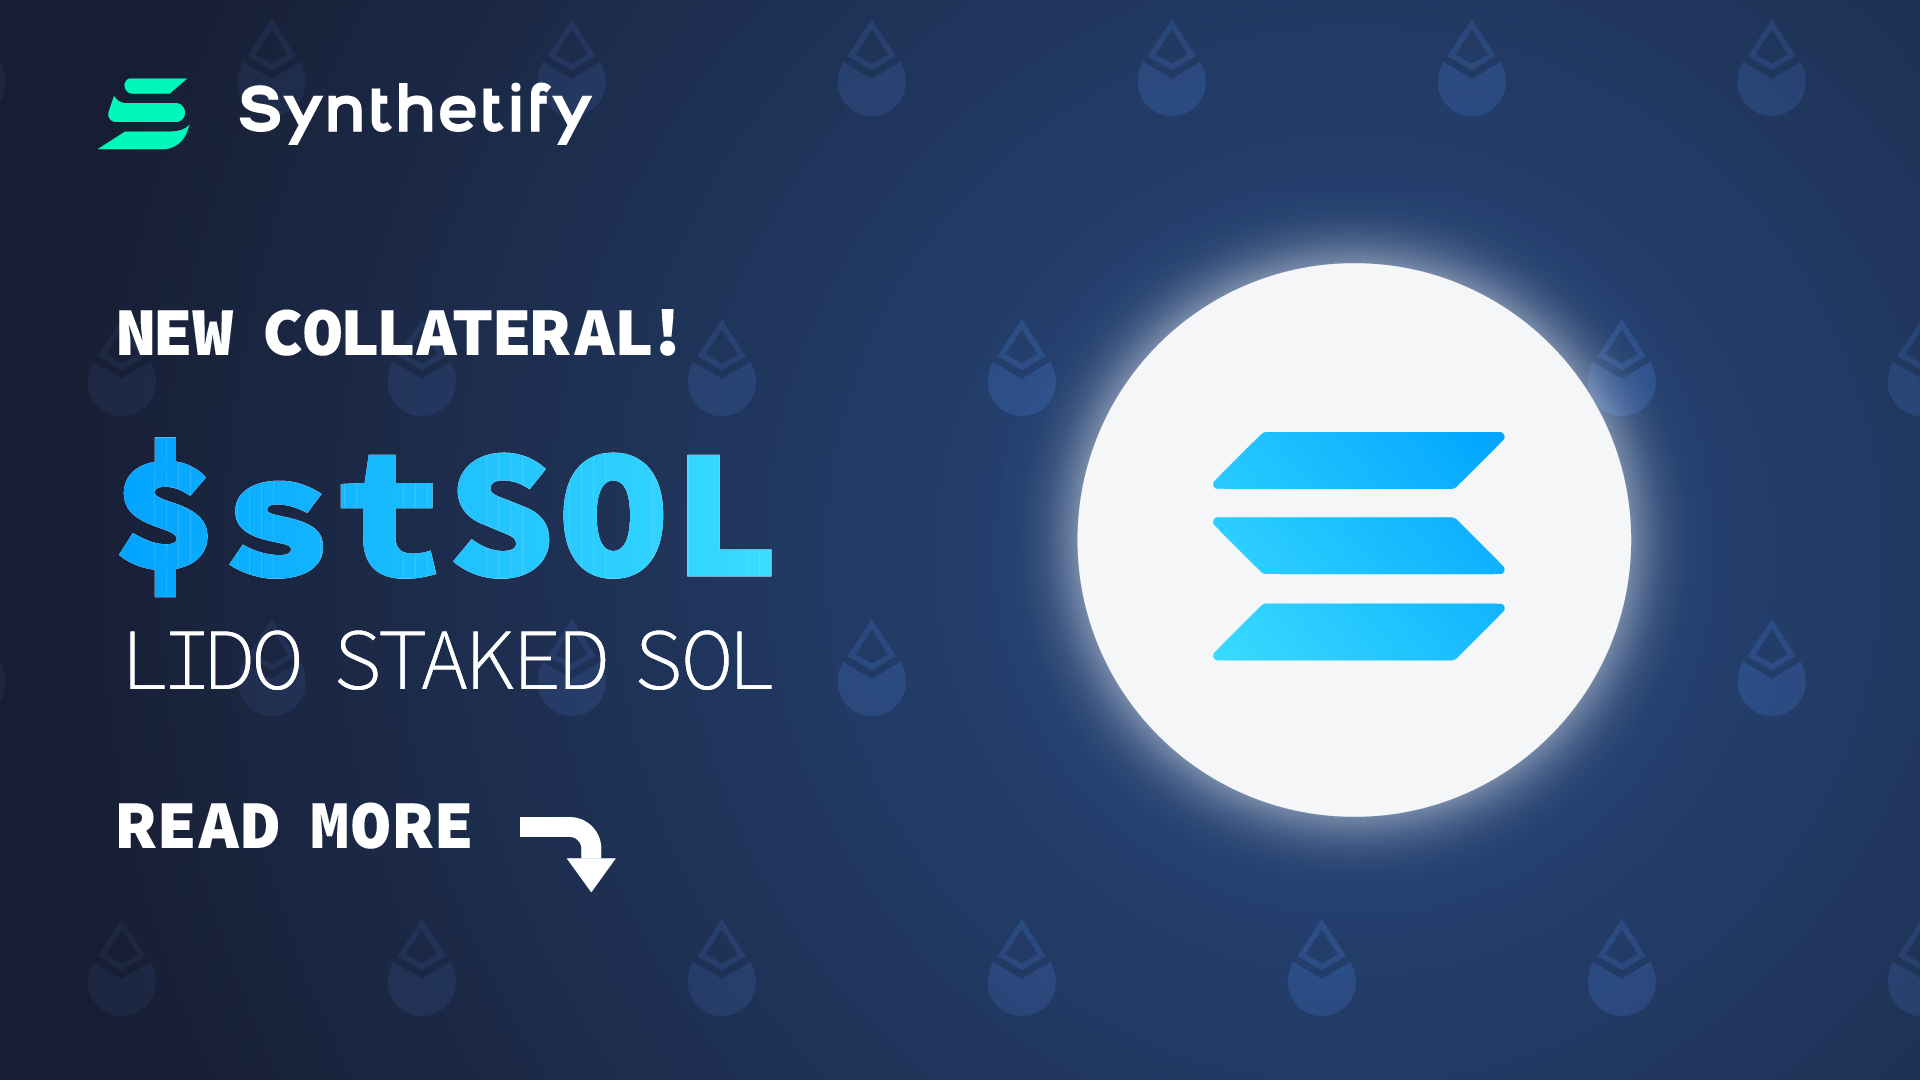 Synthetify
NEW COLLATERAL!
$stSOL
LIDO STAKED SOL
READ MORE